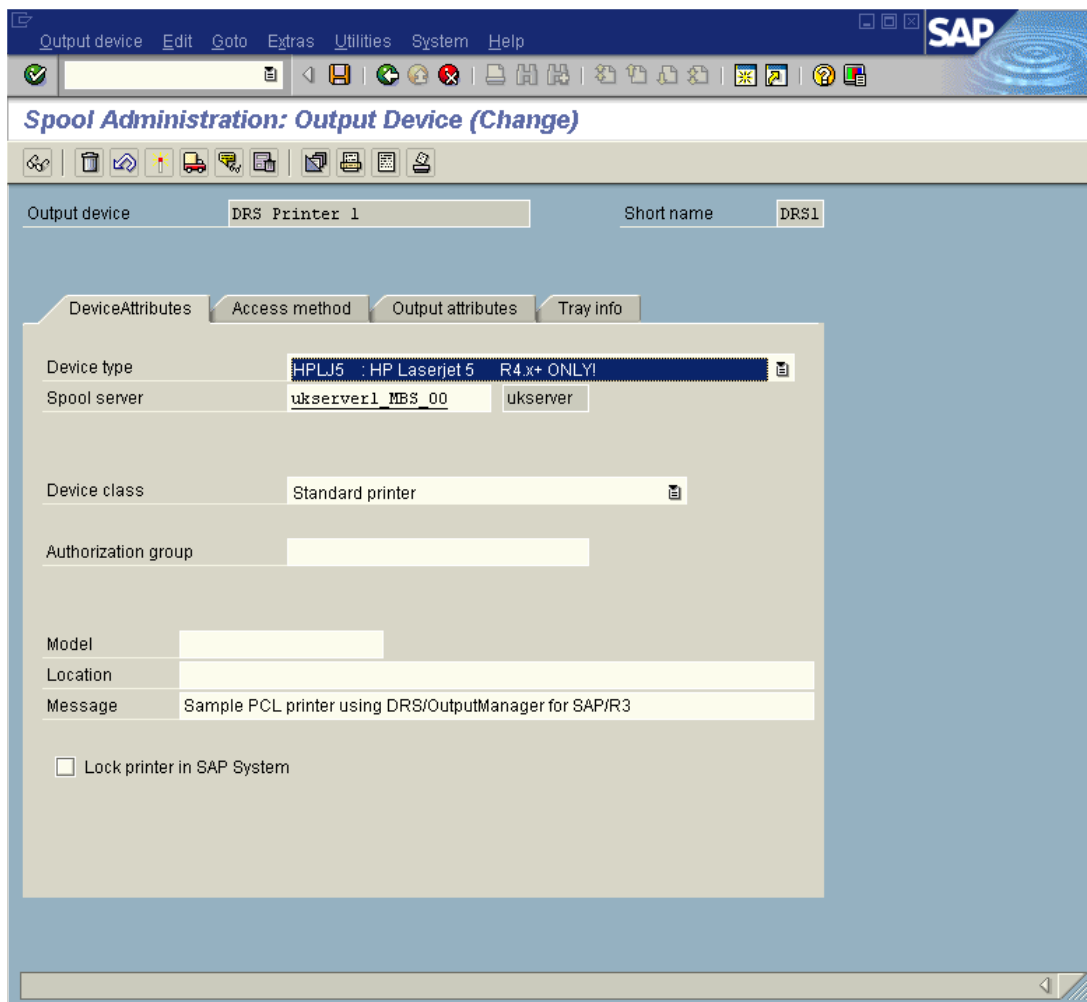 Output device Edit Goto Extras Utilities System Help
SAP
Spool Administration: Output Device (Change)
Output device DRS Printer 1 Short name DRS1
DeviceAttributes Access method Output attributes Tray info
Device type HPLJ5 : HP Laserjet 5 R4.x+ ONLY!
Spool server ukserver1_MBS_00 ukserver
Device class Standard printer
Authorization group
Model
Location
Message Sample PCL printer using DRS/OutputManager for SAP/R3
Lock printer in SAP System